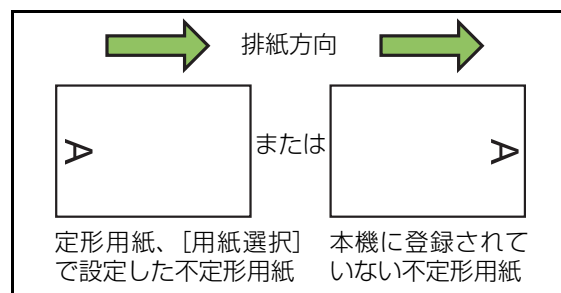 排紙方向
A
または
A
定形用紙、［用紙選択］
で設定した不定形用紙
本機に登録されて
いない不定形用紙